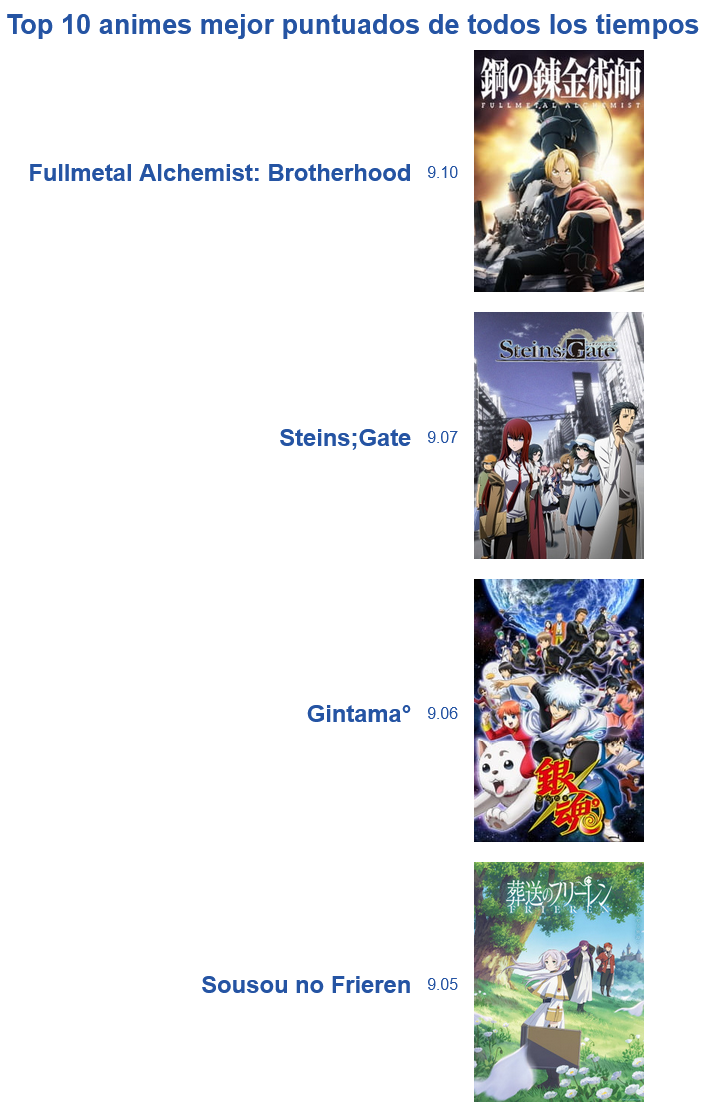 Top 10 animes mejor puntuados de todos los tiempos
Fullmetal Alchemist: Brotherhood 9.10
鋼の錬金術師
FULLMETAL ALCHEMIST
Steins;Gate 9.07
Steins;Gate
Gintama° 9.06
銀魂°
Sousou no Frieren 9.05
葬送のフリーレン
FRIEREN